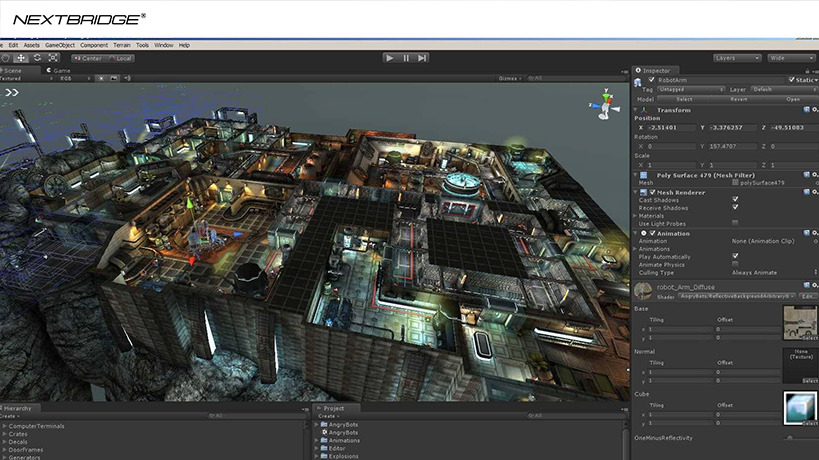 NEXTBRIDGE®
Edit Assets GameObject Component Terrain Tools Window Help
Center Local
Layers Wide
Scene Game
Textured RGB Gizmos All
Inspector
RobotArm Static
Tag Untagged Layer Default
Model Select Revert Open
Transform
Position
X -2.51401 Y -3.376257 Z -49.51083
Rotation
X 0 Y 157.4707 Z 0
Scale
X 1 Y 1 Z 1
Poly Surface 479 (Mesh Filter)
Mesh polySurface479
Mesh Renderer
Cast Shadows
Receive Shadows
Materials
Use Light Probes
Animation
Animation None (Animation Clip)
Animations
Play Automatically
Animate Physics
Culling Type Always Animate
robot_Arm_Diffuse
Shader Edit
Base
Tiling Offset
x 1 0
y 1 0
Select
Normal
None
(Texture)
Tiling Offset
x 1 0
y 1 0
Select
Cube
Tiling Offset
x 1 0
y 1 0
Select
OneMinusReflectivity
Hierarchy
Create All
ComputerTerminals
Crates
Decals
DoorFrames
Generators
Project
Create All
AngryBots
AngryBots
Animations
Editor
Explosions